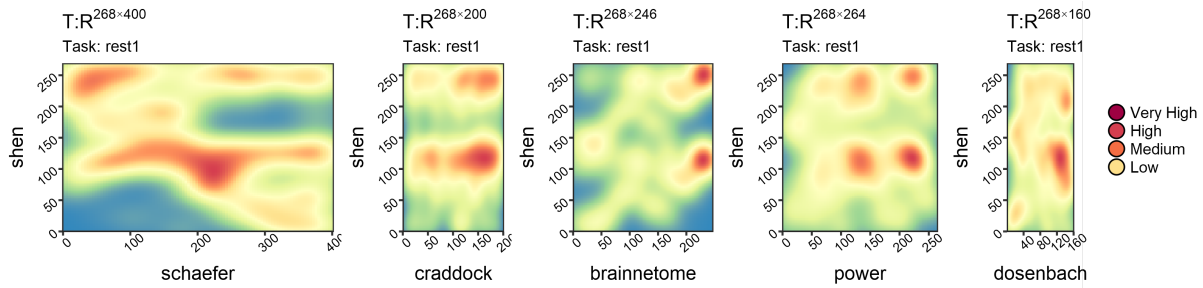 T:R268×400
Task: rest1
shen
250
200
150
100
50
0
0 100 200 300 40
schaefer
T:R268×200
Task: rest1
shen
250
200
150
100
50
0
0 50 100 150 20
craddock
T:R268×246
Task: rest1
shen
250
200
150
100
50
0
0 50 100 150 200
brainnetome
T:R268×264
Task: rest1
shen
250
200
150
100
50
0
0 50 100 150 200 250
power
T:R268×160
Task: rest1
shen
250
200
150
100
50
0
40 80 120 160
dosenbach
Very High
High
Medium
Low